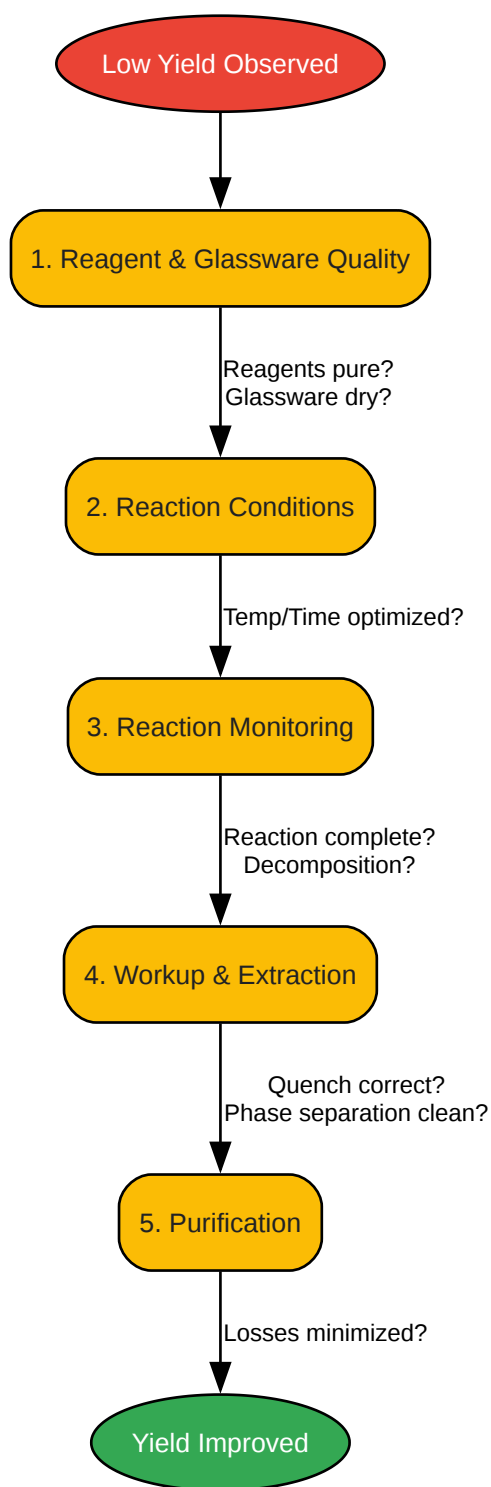 Low Yield Observed
1. Reagent & Glassware Quality
Reagents pure?
Glassware dry?
2. Reaction Conditions
Temp/Time optimized?
3. Reaction Monitoring
Reaction complete?
Decomposition?
4. Workup & Extraction
Quench correct?
Phase separation clean?
5. Purification
Losses minimized?
Yield Improved